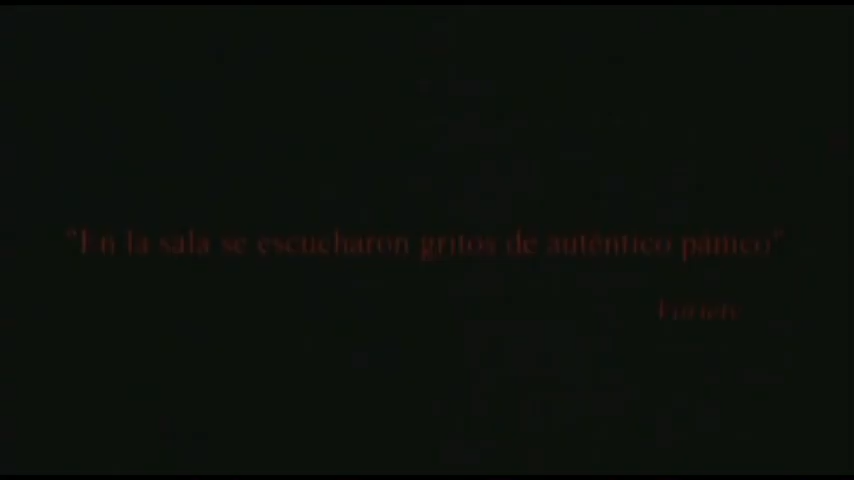 "En la sala se escucharon gritos de auténtico pánico"